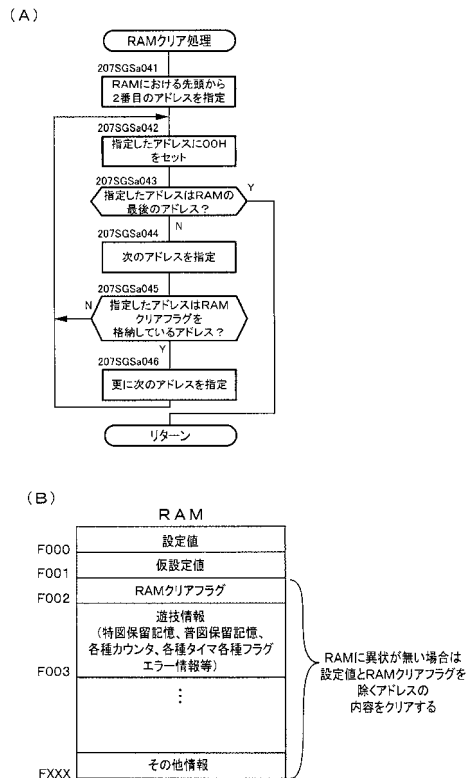 (A)
RAMクリア処理
207SGSa041
RAMにおける先頭から
2番目のアドレスを指定
207SGSa042
指定したアドレスに00H
をセット
207SGSa043
指定したアドレスはRAMの
最後のアドレス?
Y
N
207SGSa044
次のアドレスを指定
207SGSa045
指定したアドレスはRAM
クリアフラグを
格納しているアドレス?
N
Y
207SGSa046
更に次のアドレスを指定
リターン
(B)
RAM
設定値
F000
仮設定値
F001
RAMクリアフラグ
F002
遊技情報
(特図保留記憶、普図保留記憶、
各種カウンタ、各種タイマ各種フラグ
エラー情報等)
F003
⋮
その他情報
FXXX
RAMに異状が無い場合は
設定値とRAMクリアフラグを
除くアドレスの
内容をクリアする